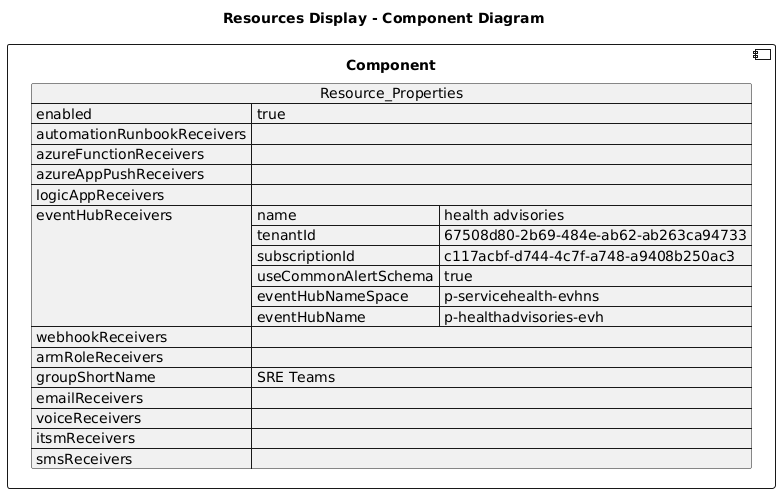 Resources Display - Component Diagram
Component
Resource_Properties
enabled true
automationRunbookReceivers
azureFunctionReceivers
azureAppPushReceivers
logicAppReceivers
eventHubReceivers name health advisories
tenantId 67508d80-2b69-484e-ab62-ab263ca94733
subscriptionId c117acbf-d744-4c7f-a748-a9408b250ac3
useCommonAlertSchema true
eventHubNameSpace p-servicehealth-evhns
eventHubName p-healthadvisories-evh
webhookReceivers
armRoleReceivers
groupShortName SRE Teams
emailReceivers
voiceReceivers
itsmReceivers
smsReceivers